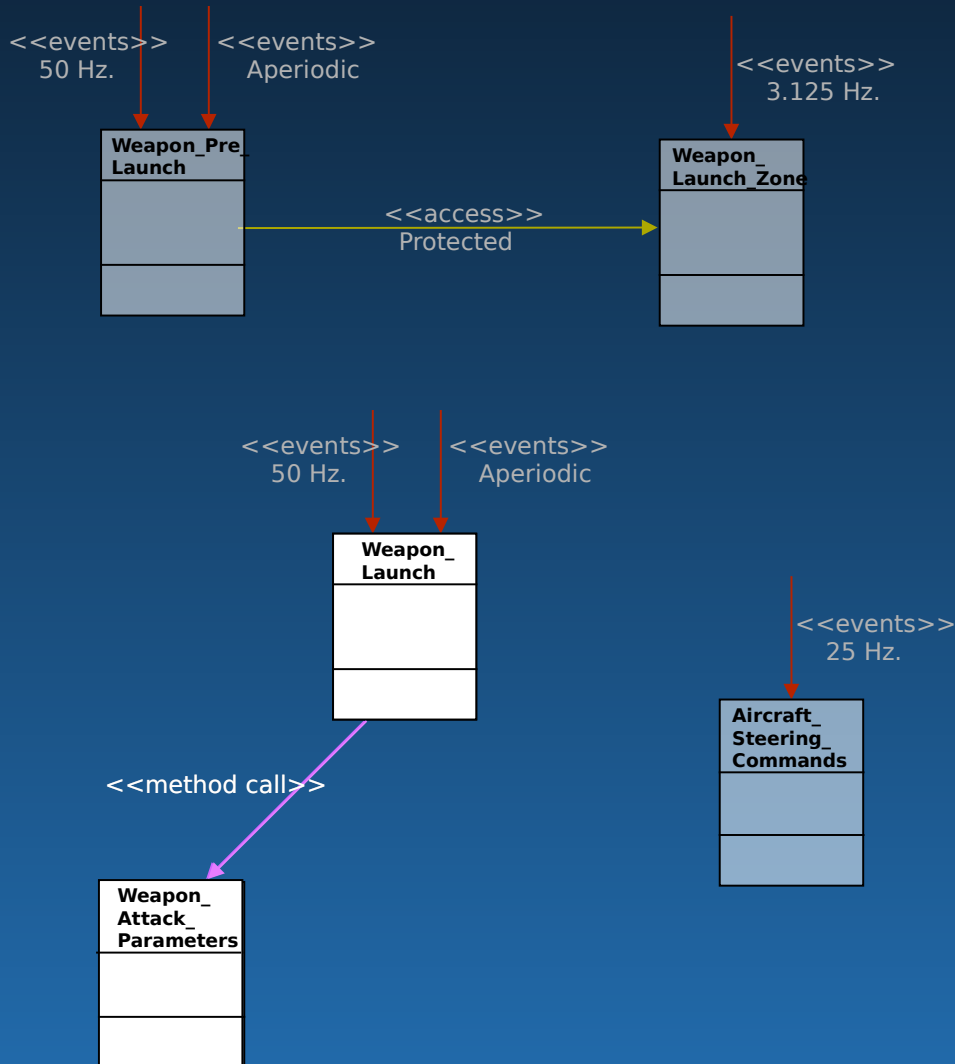 <<events>>
50 Hz.
<<events>>
Aperiodic
<<events>>
3.125 Hz.
Weapon_Pre_
Launch
Weapon_
Launch_Zone
<<access>>
Protected
<<events>>
50 Hz.
<<events>>
Aperiodic
Weapon_
Launch
<<events>>
25 Hz.
Aircraft_
Steering_
Commands
<<method call>>
Weapon_
Attack_
Parameters